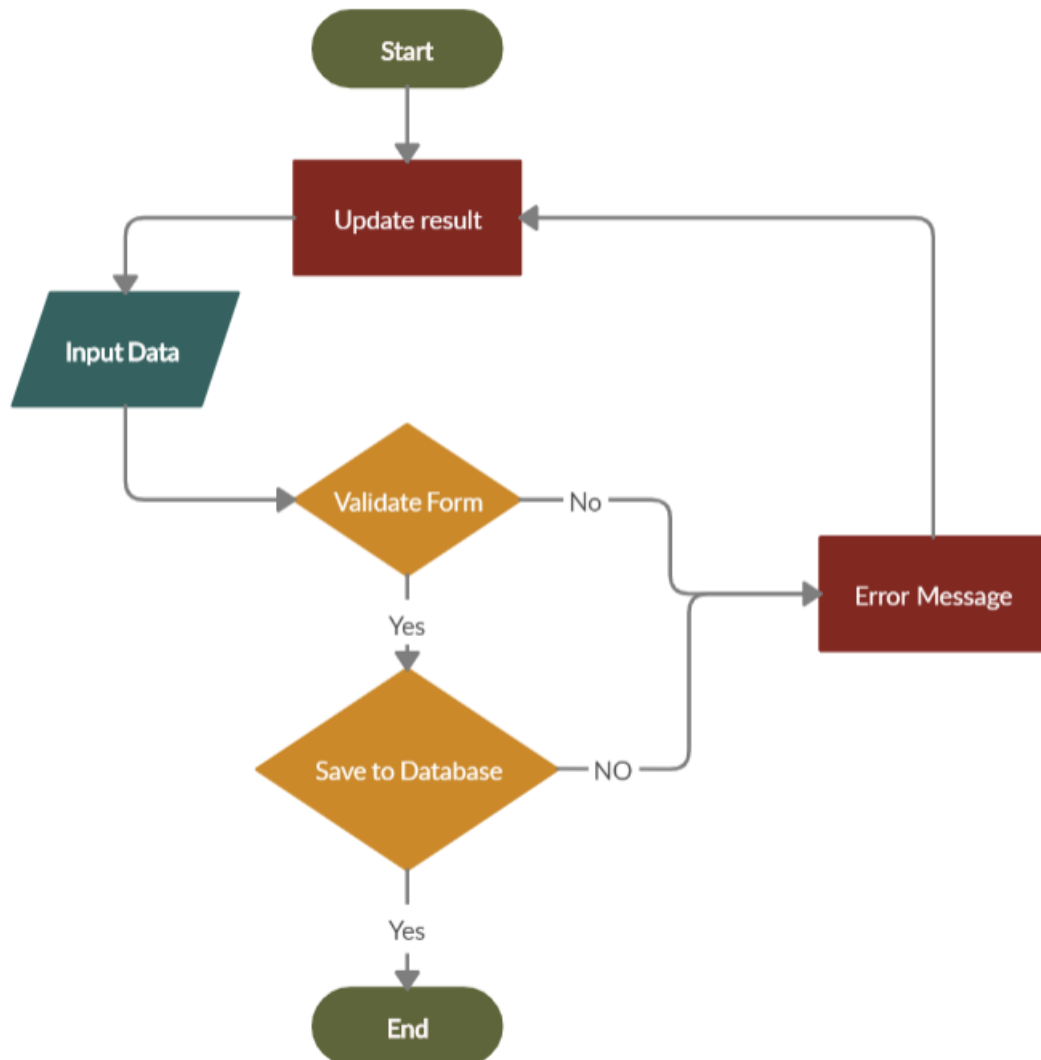 Start
Update result
Input Data
Validate Form
No
Yes
Error Message
Save to Database
NO
Yes
End